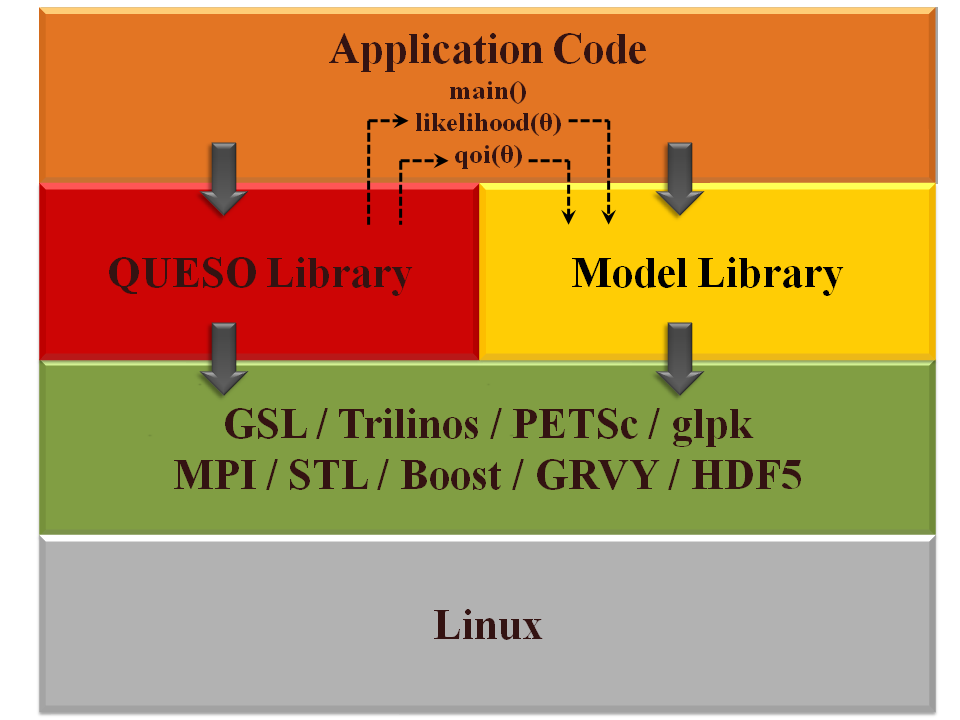 Application Code
main()
likelihood(θ)
qoi(θ)
QUESO Library
Model Library
GSL / Trilinos / PETSc / glpk
MPI / STL / Boost / GRVY / HDF5
Linux